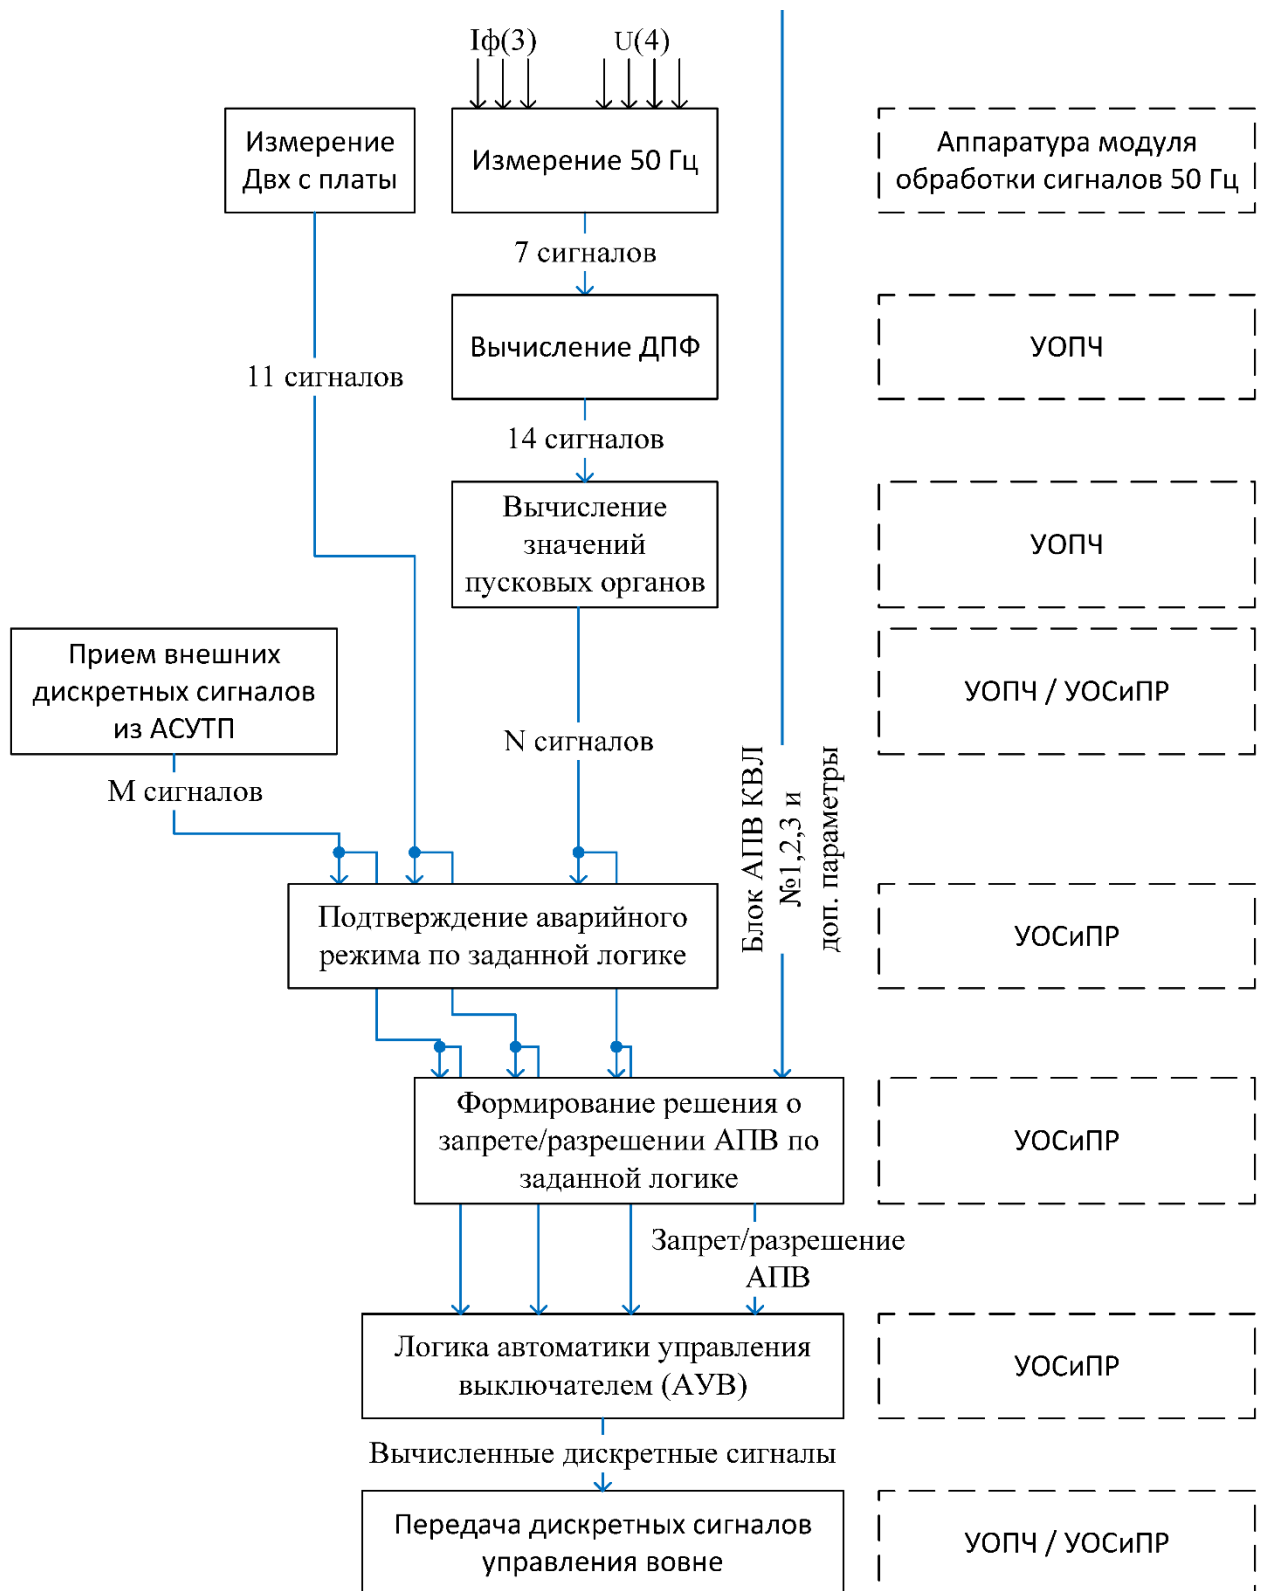 Iф(3)
U(4)
Измерение
Двх с платы
Измерение 50 Гц
Аппаратура модуля
обработки сигналов 50 Гц
7 сигналов
Вычисление ДПФ
УОПЧ
11 сигналов
14 сигналов
Вычисление
значений
пусковых органов
УОПЧ
Прием внешних
дискретных сигналов
из АСУТП
УОПЧ / УОСиПР
N сигналов
М сигналов
Блок АПВ КВЛ
№1,2,3 и
доп. параметры
Подтверждение аварийного
режима по заданной логике
УОСиПР
Формирование решения о
запрете/разрешении АПВ по
заданной логике
УОСиПР
Запрет/разрешение
АПВ
Логика автоматики управления
выключателем (АУВ)
УОСиПР
Вычисленные дискретные сигналы
Передача дискретных сигналов
управления вовне
УОПЧ / УОСиПР